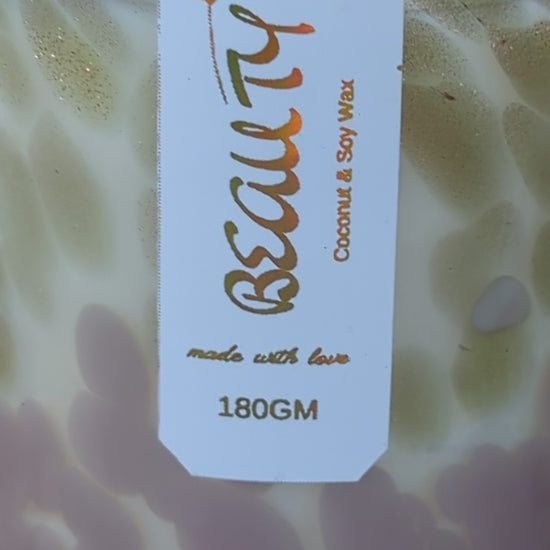 BEAUTY
Coconut & Soy Wax
made with love
180GM